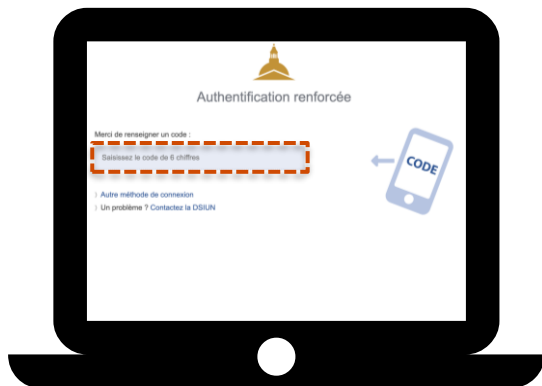 Authentification renforcée
Merci de renseigner un code :
Saisissez le code de 6 chiffres
Autre méthode de connexion
Un problème ? Contactez la DSIUN
CODE